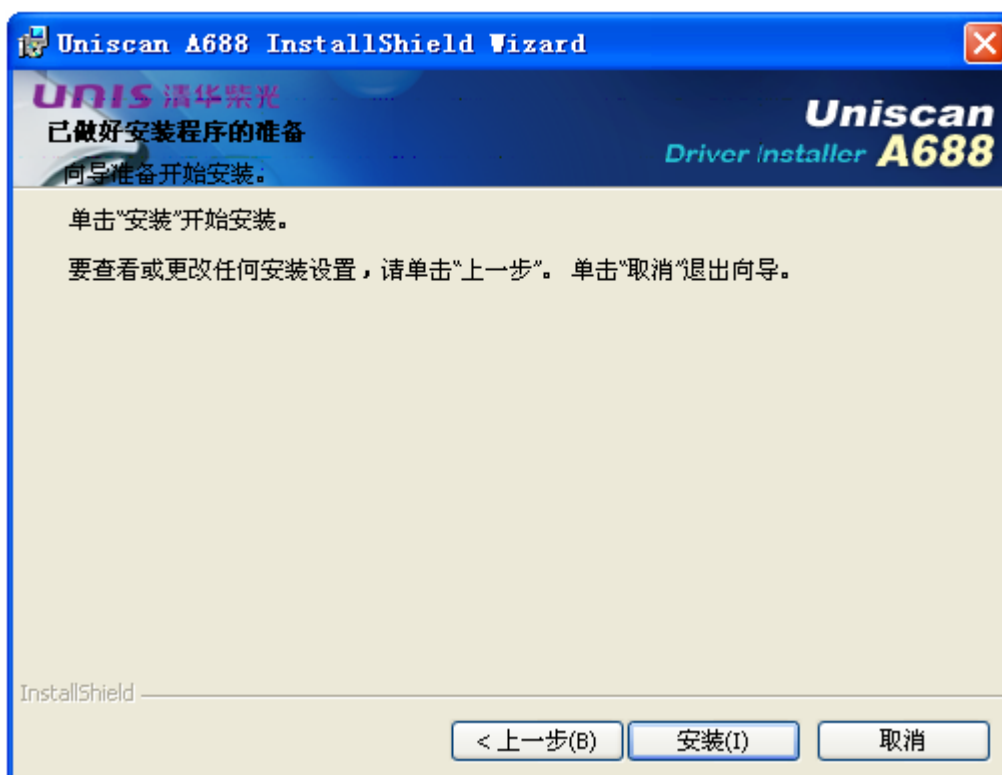 Uniscan A688 InstallShield Wizard
UNIS 清华紫光
已做好安装程序的准备
向导准备开始安装。
Uniscan
Driver Installer A688
单击“安装”开始安装。
要查看或更改任何安装设置，请单击“上一步”。 单击“取消”退出向导。
InstallShield
< 上一步(B)
安装(I)
取消